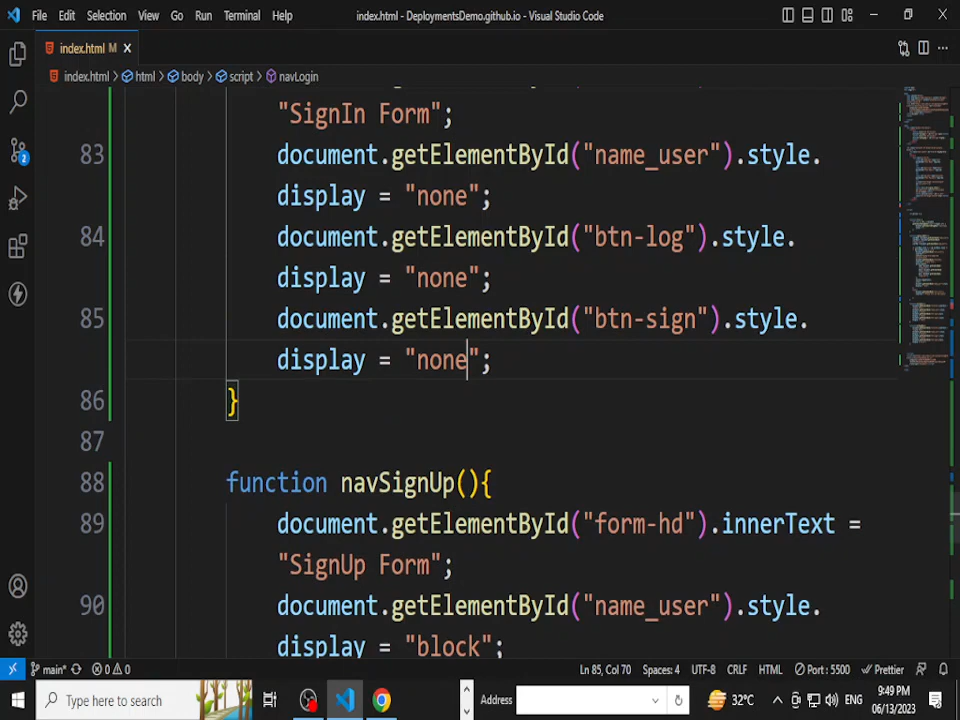 File Edit Selection View Go Run Terminal Help index.html - DeploymentsDemo.github.io - Visual Studio Code
index.html M
index.html > html > body > script > navLogin
"SignIn Form";
83 document.getElementById("name_user").style.
display = "none";
84 document.getElementById("btn-log").style.
display = "none";
85 document.getElementById("btn-sign").style.
display = "none";
86 }
87
88 function navSignUp(){
89 document.getElementById("form-hd").innerText =
"SignUp Form";
90 document.getElementById("name_user").style.
display = "block";
2
main* 0 0 Ln 85, Col 70 Spaces: 4 UTF-8 CRLF HTML Port : 5500 Prettier
Type here to search Address 32°C ENG 9:49 PM
06/13/2023